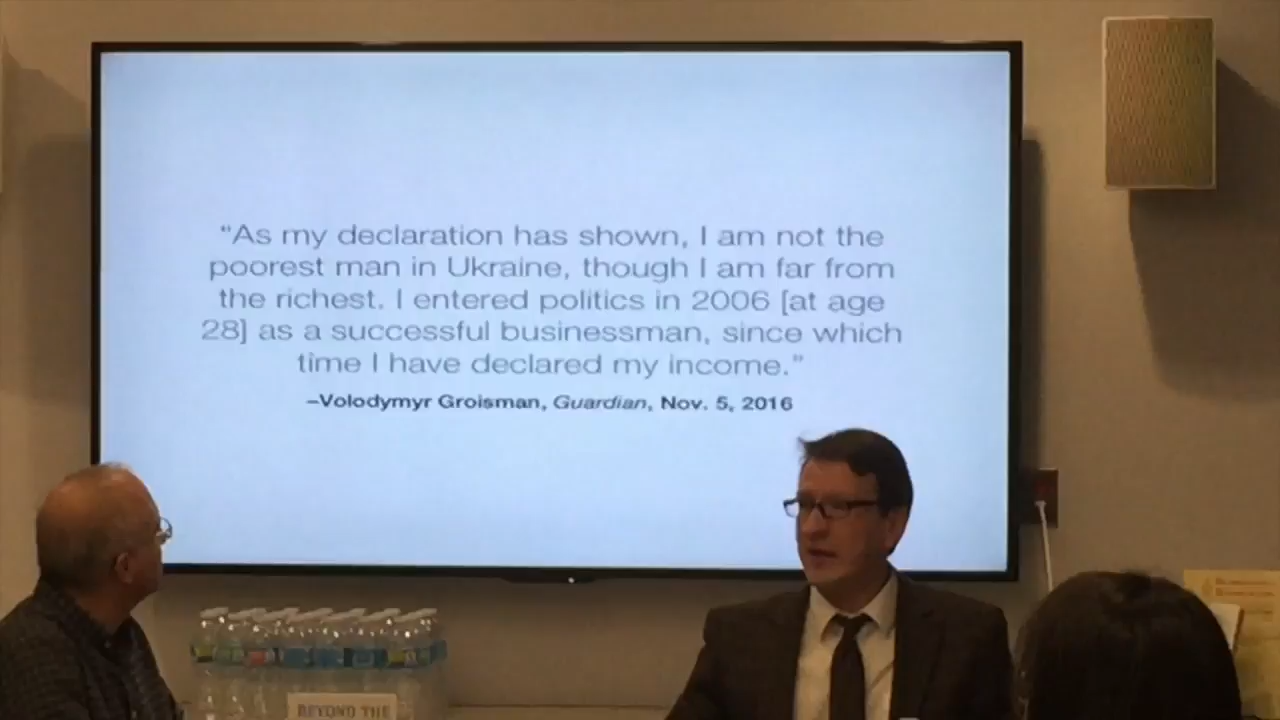 “As my declaration has shown, I am not the
poorest man in Ukraine, though I am far from
the richest. I entered politics in 2006 [at age
28] as a successful businessman, since which
time I have declared my income.”
–Volodymyr Groisman, Guardian, Nov. 5, 2016
BEYOND THE